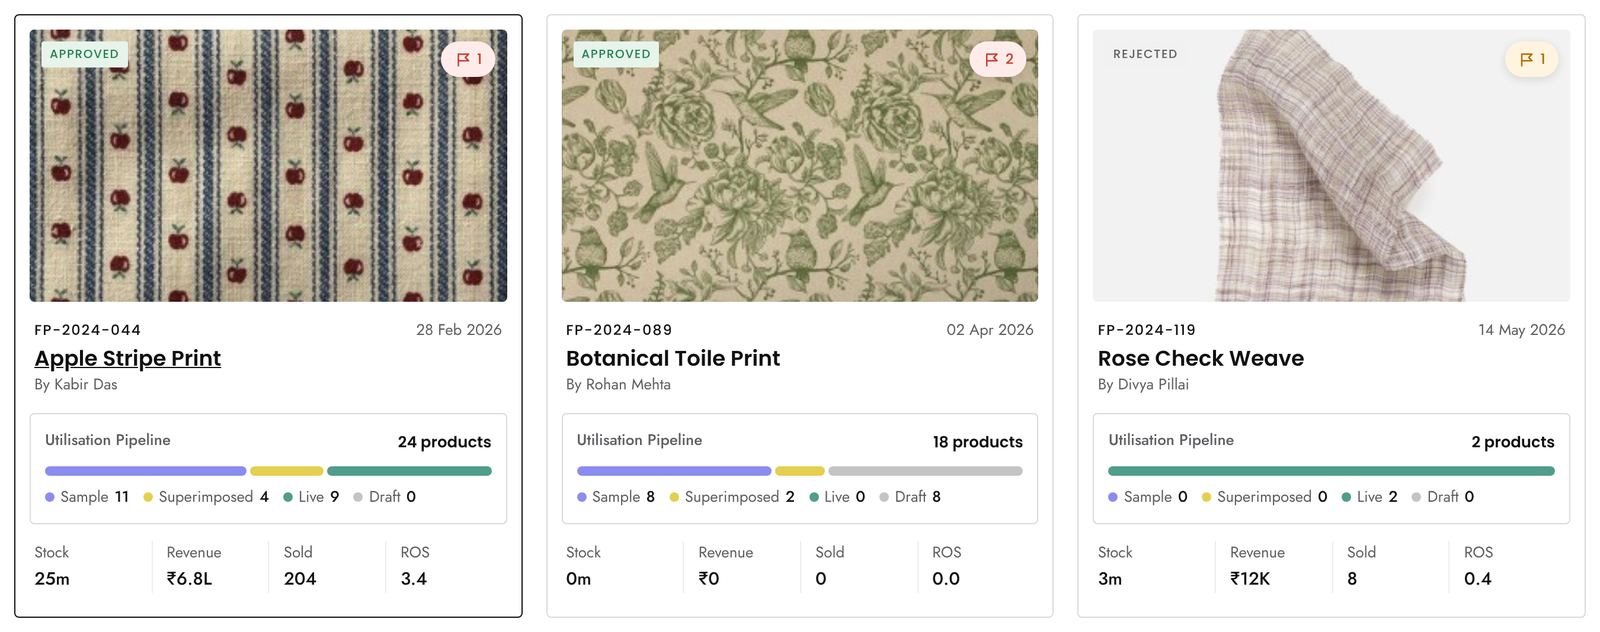 APPROVED
1
FP-2024-044
28 Feb 2026
Apple Stripe Print
By Kabir Das
Utilisation Pipeline
24 products
Sample 11 Superimposed 4 Live 9 Draft 0
Stock Revenue Sold ROS
25m ₹6.8L 204 3.4
APPROVED
2
FP-2024-089
02 Apr 2026
Botanical Toile Print
By Rohan Mehta
Utilisation Pipeline
18 products
Sample 8 Superimposed 2 Live 0 Draft 8
Stock Revenue Sold ROS
0m ₹0 0 0.0
REJECTED
1
FP-2024-119
14 May 2026
Rose Check Weave
By Divya Pillai
Utilisation Pipeline
2 products
Sample 0 Superimposed 0 Live 2 Draft 0
Stock Revenue Sold ROS
3m ₹12K 8 0.4